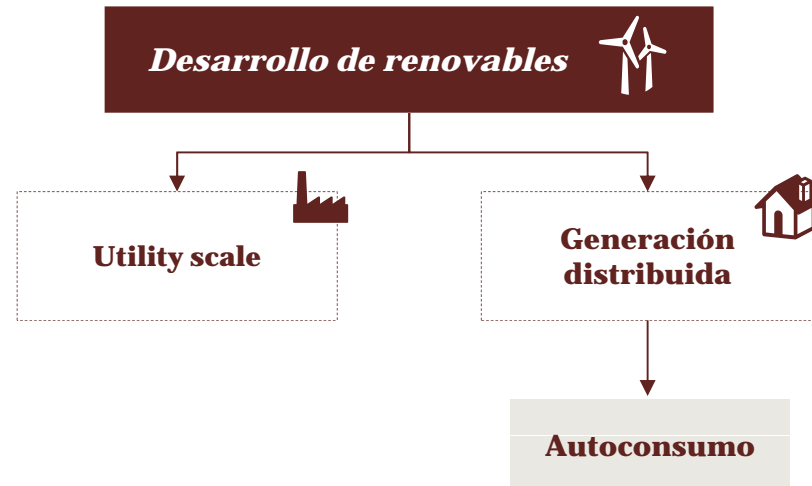 Desarrollo de renovables
Utility scale
Generación
distribuida
Autoconsumo